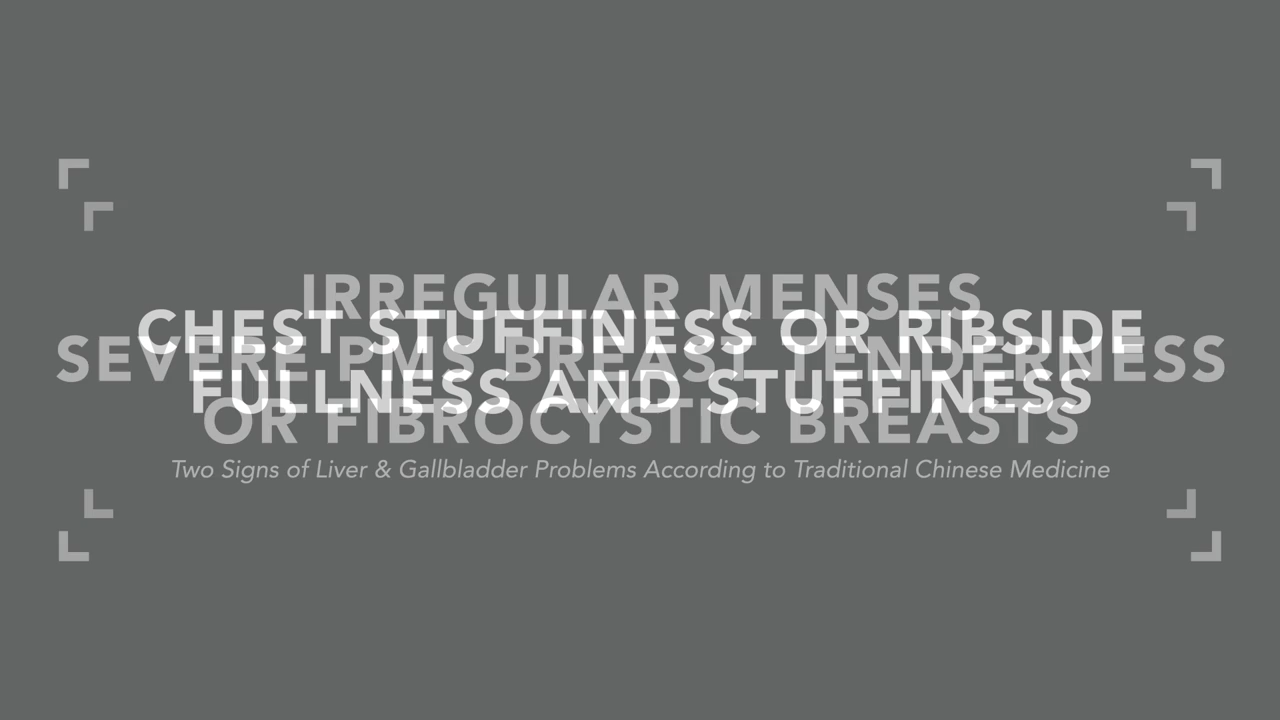 IRREGULAR MENSES
CHEST STUFFINESS OR RIBSIDE
SEVERE PMS BREAST TENDERNESS
FULLNESS AND STUFFINESS
OR FIBROCYSTIC BREASTS
Two Signs of Liver & Gallbladder Problems According to Traditional Chinese Medicine